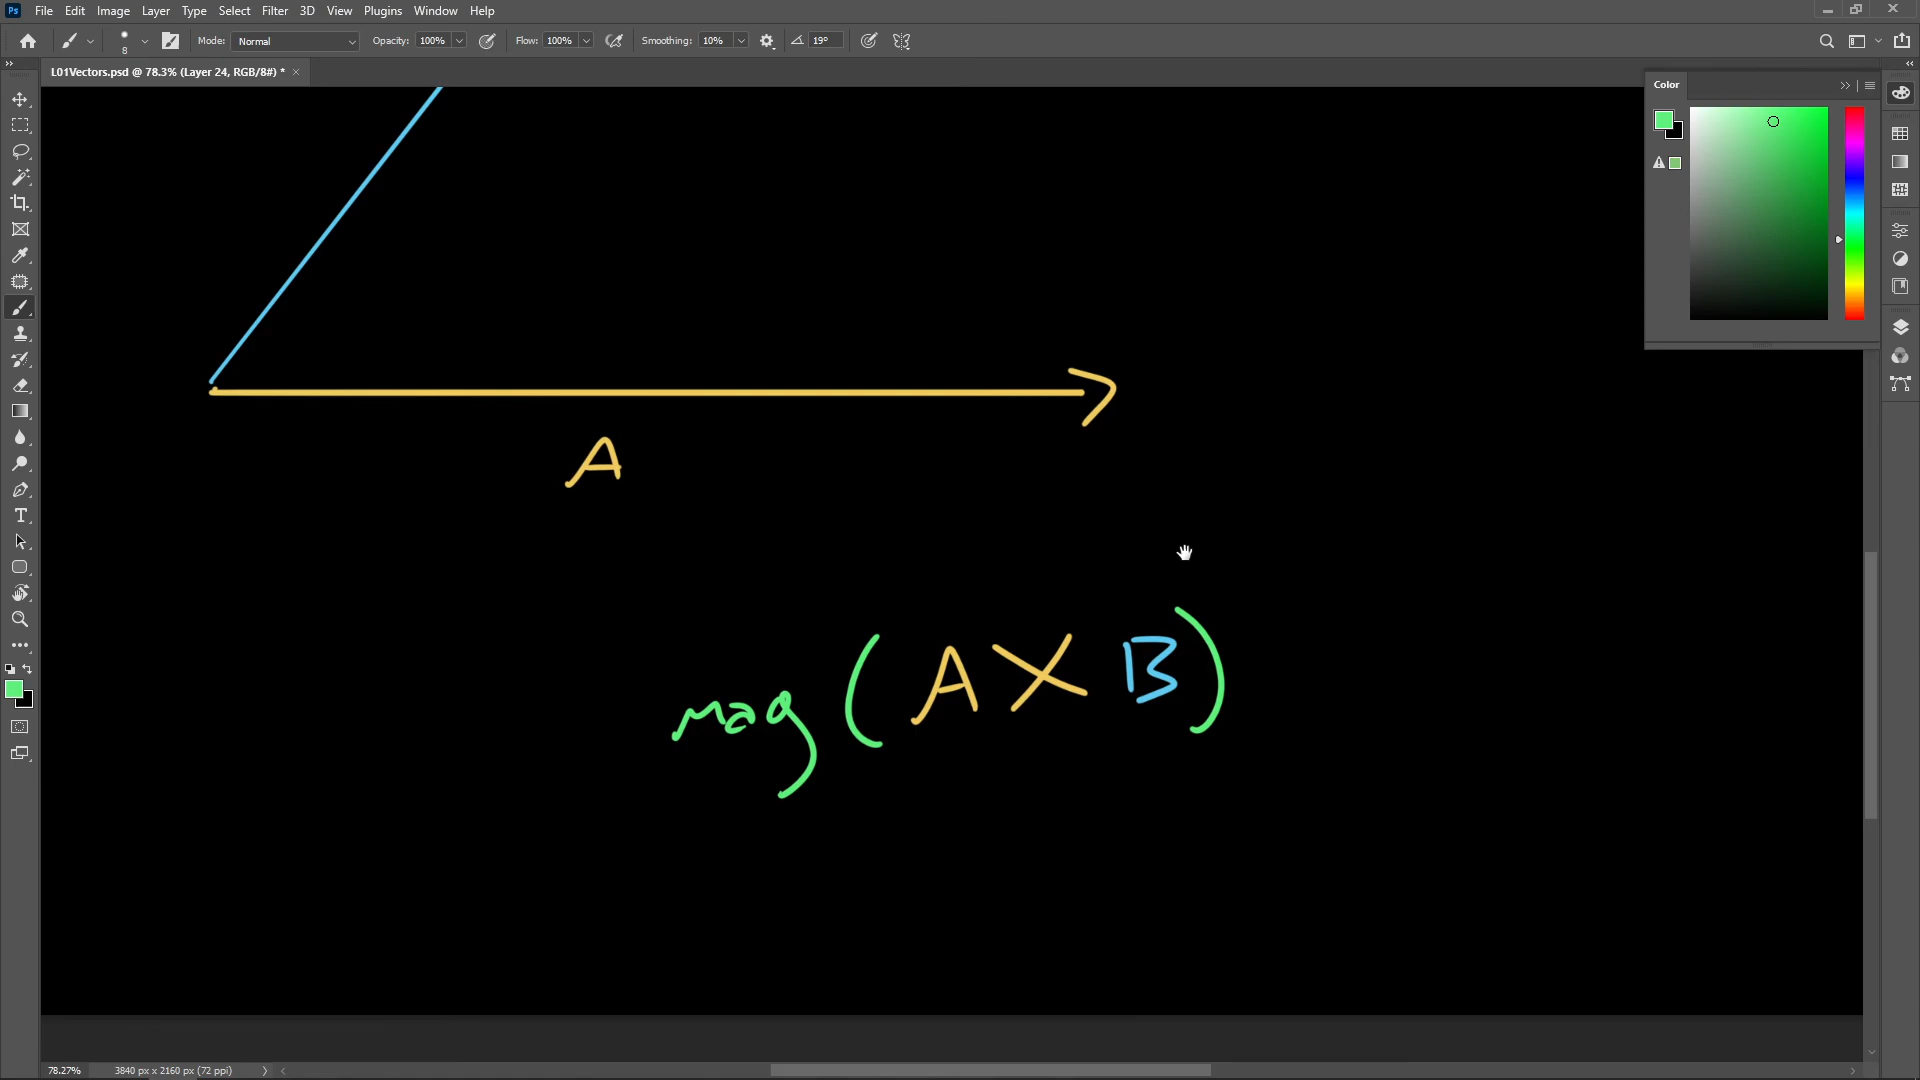 Ps File Edit Image Layer Type Select Filter 3D View Plugins Window Help
8 Mode: Normal Opacity: 100% Flow: 100% Smoothing: 10% 19°
L01Vectors.psd @ 78.3% (Layer 24, RGB/8#) * ×
Color
A
mag (A X B)
78.27% 3840 px x 2160 px (72 ppi)